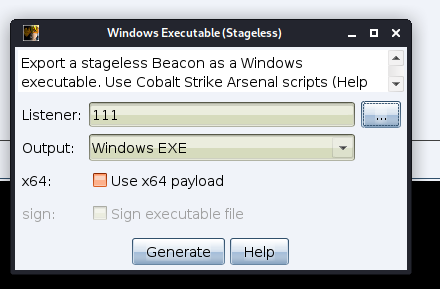 Windows Executable (Stageless)
Export a stageless Beacon as a Windows
executable. Use Cobalt Strike Arsenal scripts (Help
Listener: 111 ...
Output: Windows EXE
x64: Use x64 payload
sign: Sign executable file
Generate Help